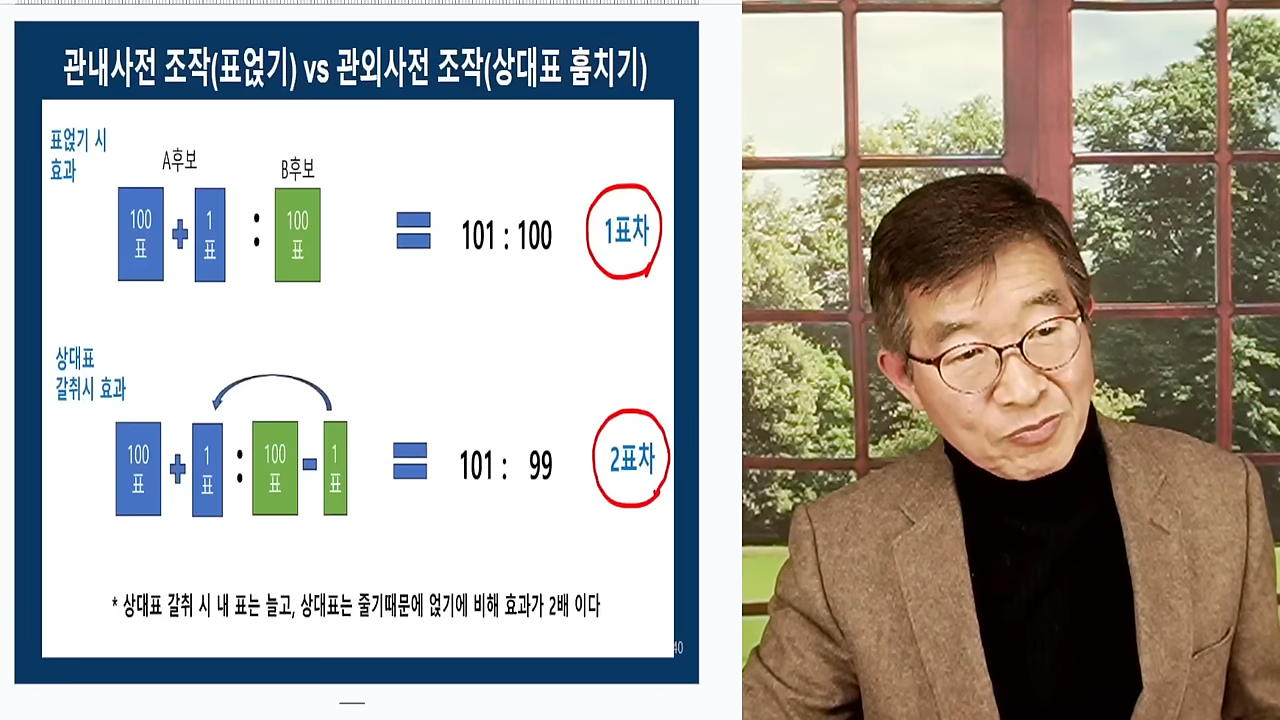 관내사전 조작(표얹기) vs 관외사전 조작(상대표 훔치기)
표얹기 시
효과
A후보
B후보
100
표
1
표
:
100
표
101 : 100
1표차
상대표
갈취시 효과
100
표
1
표
:
100
표
1
표
101 : 99
2표차
* 상대표 갈취 시 내 표는 늘고, 상대표는 줄기때문에 얹기에 비해 효과가 2배 이다
40